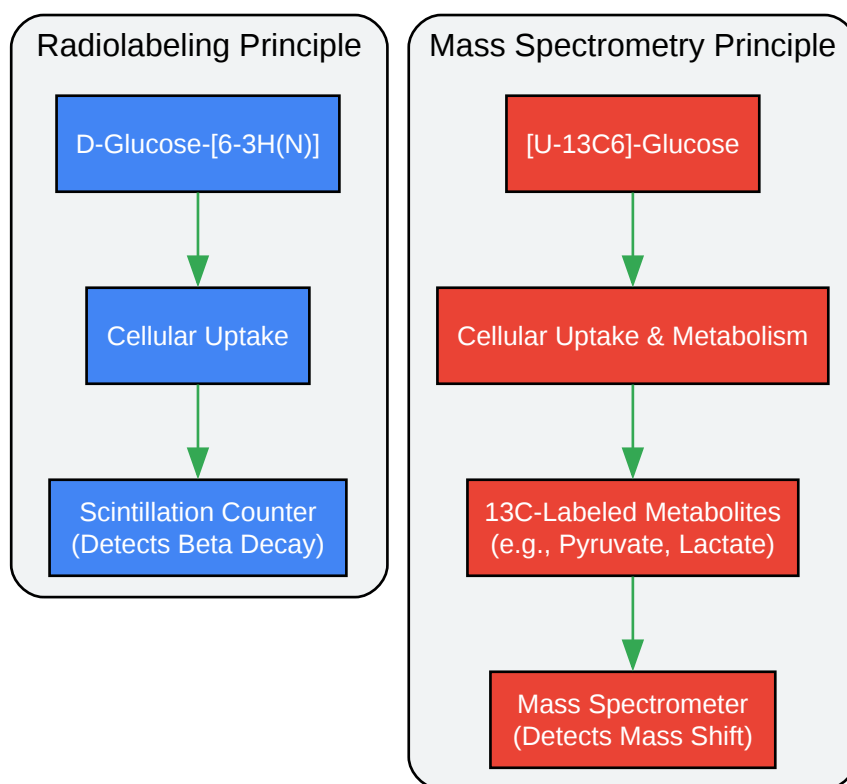 Radiolabeling Principle
D-Glucose-[6-3H(N)]
Cellular Uptake
Scintillation Counter
(Detects Beta Decay)
Mass Spectrometry Principle
[U-13C6]-Glucose
Cellular Uptake & Metabolism
13C-Labeled Metabolites
(e.g., Pyruvate, Lactate)
Mass Spectrometer
(Detects Mass Shift)